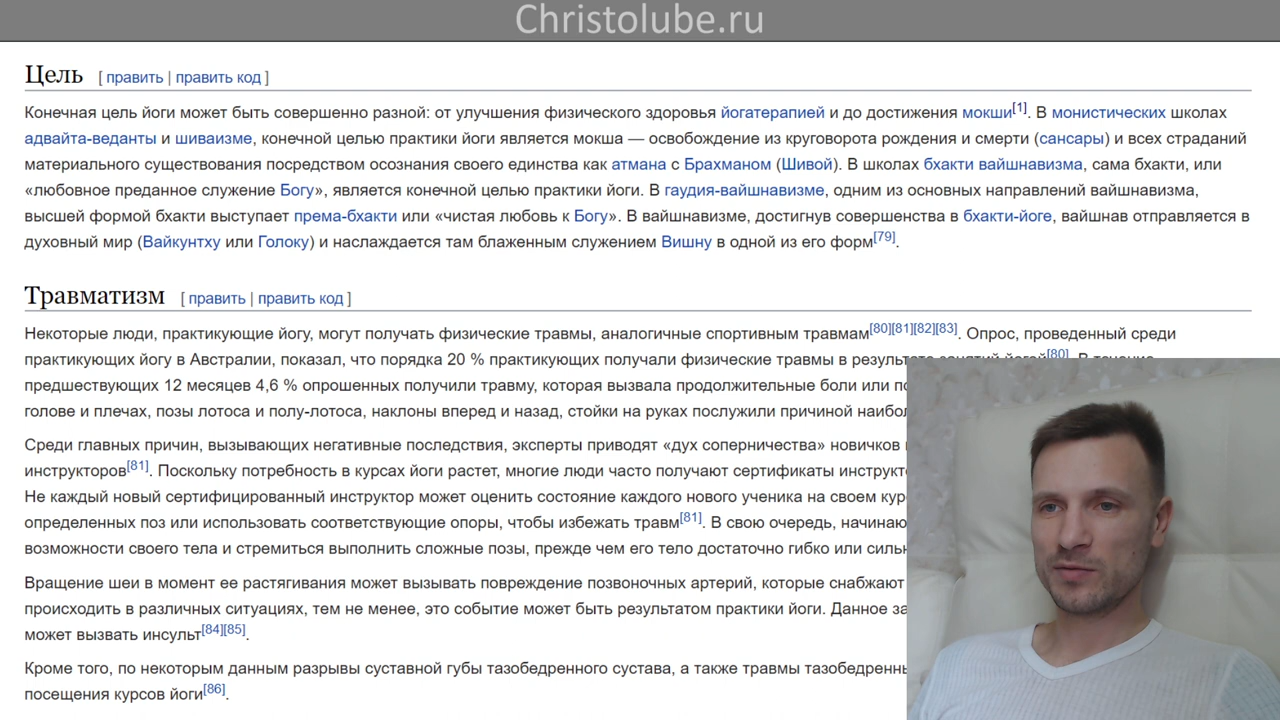 Christolube.ru
Цель [ править | править код ]
Конечная цель йоги может быть совершенно разной: от улучшения физического здоровья йогатерапией и до достижения мокши[1]. В монистических школах
адвайта-веданты и шиваизме, конечной целью практики йоги является мокша — освобождение из круговорота рождения и смерти (сансары) и всех страданий
материального существования посредством осознания своего единства как атмана с Брахманом (Шивой). В школах бхакти вайшнавизма, сама бхакти, или
«любовное преданное служение Богу», является конечной целью практики йоги. В гаудия-вайшнавизме, одним из основных направлений вайшнавизма,
высшей формой бхакти выступает према-бхакти или «чистая любовь к Богу». В вайшнавизме, достигнув совершенства в бхакти-йоге, вайшнав отправляется в
духовный мир (Вайкунтху или Голоку) и наслаждается там блаженным служением Вишну в одной из его форм[79].
Травматизм [ править | править код ]
Некоторые люди, практикующие йогу, могут получать физические травмы, аналогичные спортивным травмам[80][81][82][83]. Опрос, проведенный среди
практикующих йогу в Австралии, показал, что порядка 20 % практикующих получали физические травмы в результате занятий йогой[80]. В течение
предшествующих 12 месяцев 4,6 % опрошенных получили травму, которая вызвала продолжительные боли или
голове и плечах, позы лотоса и полу-лотоса, наклоны вперед и назад, стойки на руках послужили причиной
Среди главных причин, вызывающих негативные последствия, эксперты приводят «дух соперничества» новичков
инструкторов[81]. Поскольку потребность в курсах йоги растет, многие люди часто получают сертификаты
Не каждый новый сертифицированный инструктор может оценить состояние каждого нового ученика на своем
определенных поз или использовать соответствующие опоры, чтобы избежать травм[81]. В свою очередь,
возможности своего тела и стремиться выполнить сложные позы, прежде чем его тело достаточно гибко или
Вращение шеи в момент ее растягивания может вызывать повреждение позвоночных артерий, которые снабжают
происходить в различных ситуациях, тем не менее, это событие может быть результатом практики йоги. Данное
может вызвать инсульт[84][85].
Кроме того, по некоторым данным разрывы суставной губы тазобедренного сустава, а также травмы
посещения курсов йоги[86].